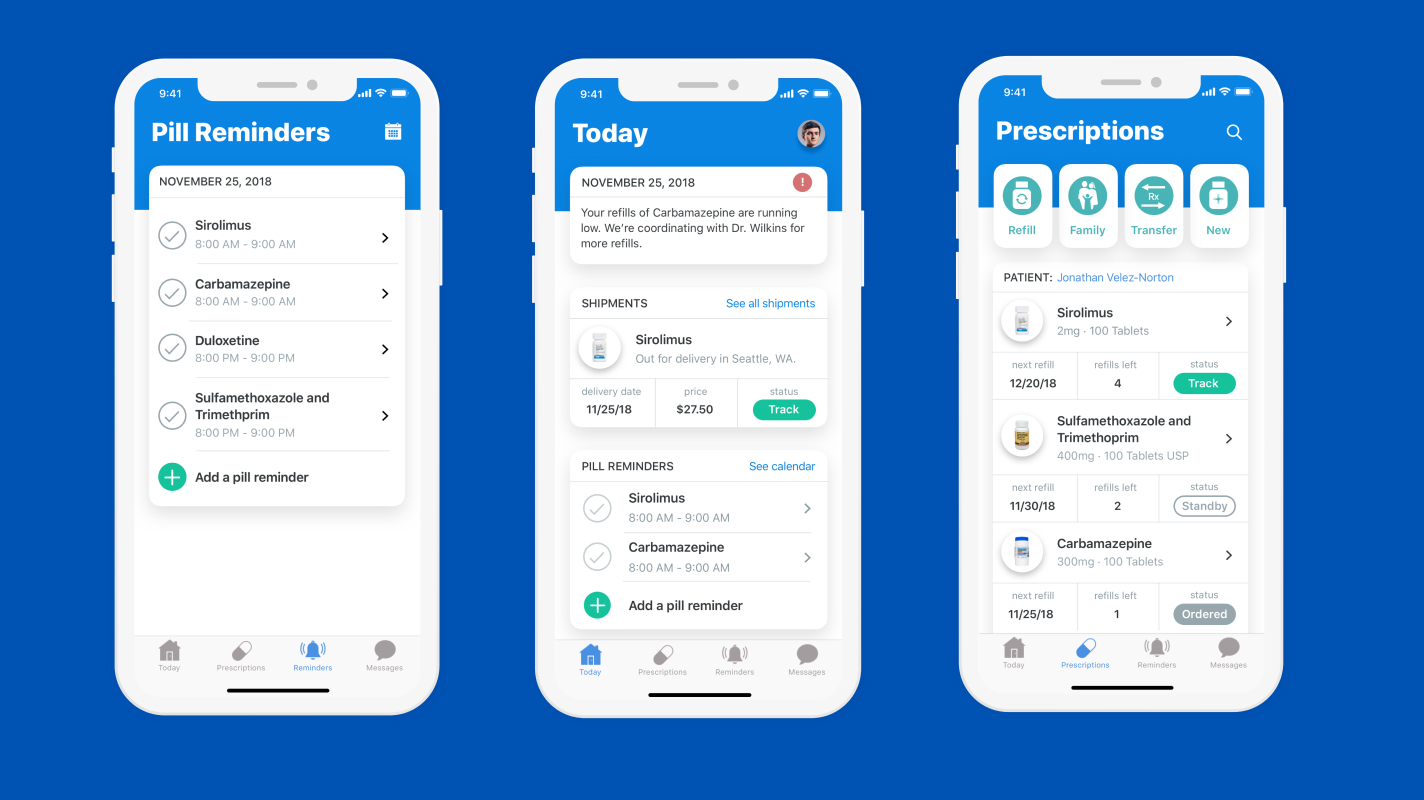 9:41
Pill Reminders
NOVEMBER 25, 2018
Sirolimus
8:00 AM - 9:00 AM
Carbamazepine
8:00 AM - 9:00 AM
Duloxetine
8:00 PM - 9:00 PM
Sulfamethoxazole and
Trimethprim
8:00 PM - 9:00 PM
Add a pill reminder
Today Prescriptions Reminders Messages
9:41
Today
NOVEMBER 25, 2018 !
Your refills of Carbamazepine are running
low. We're coordinating with Dr. Wilkins for
more refills.
SHIPMENTS See all shipments
Sirolimus
Out for delivery in Seattle, WA.
delivery date price status
11/25/18 $27.50 Track
PILL REMINDERS See calendar
Sirolimus
8:00 AM - 9:00 AM
Carbamazepine
8:00 AM - 9:00 AM
Add a pill reminder
Today Prescriptions Reminders Messages
9:41
Prescriptions
Rx
Refill Family Transfer New
PATIENT: Jonathan Velez-Norton
Sirolimus
2mg · 100 Tablets
next refill refills left status
12/20/18 4 Track
Sulfamethoxazole and
Trimethoprim
400mg · 100 Tablets USP
next refill refills left status
11/30/18 2 Standby
Carbamazepine
300mg · 100 Tablets
next refill refills left status
11/25/18 1 Ordered
Today Prescriptions Reminders Messages